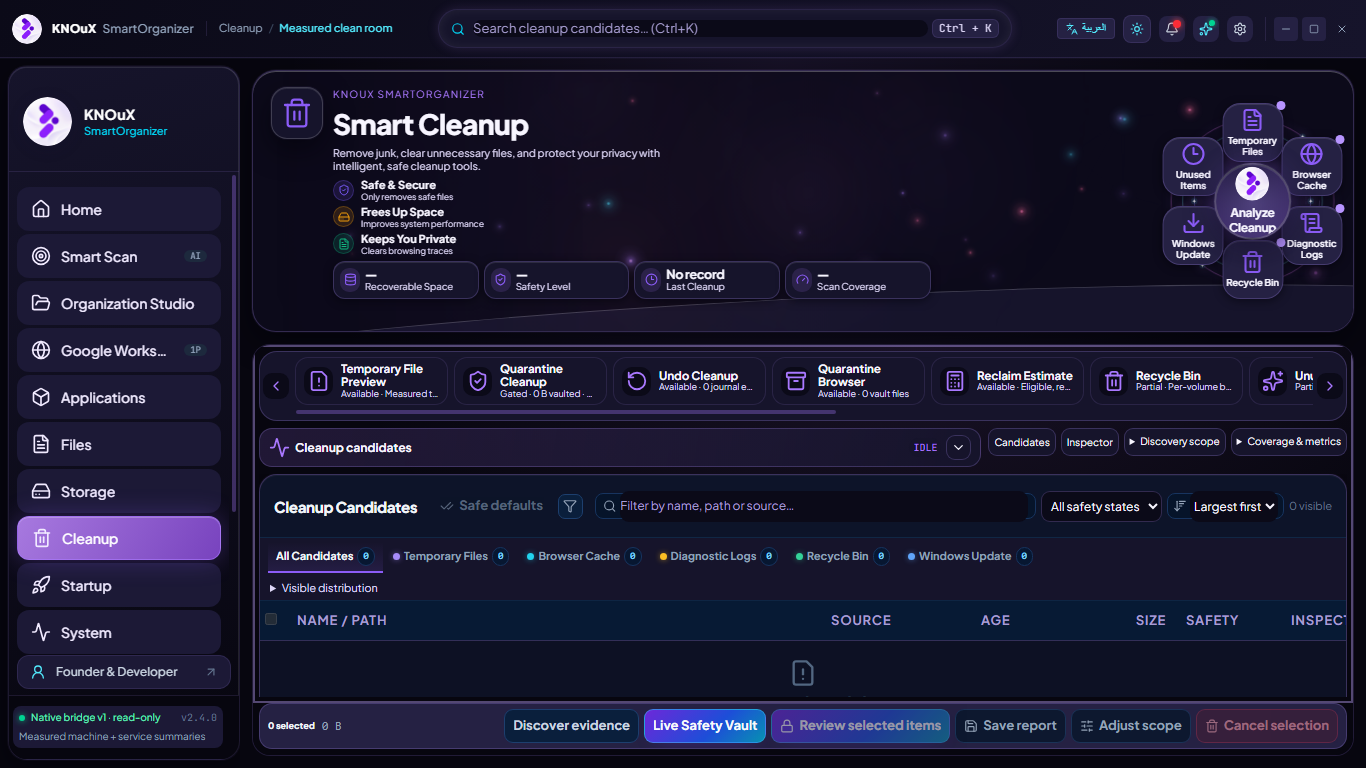 KNOuX SmartOrganizer
Cleanup / Measured clean room
Search cleanup candidates... (Ctrl+K)
Ctrl + K
العربية
KNOuX
SmartOrganizer
Home
Smart Scan AI
Organization Studio
Google Works... 1P
Applications
Files
Storage
Cleanup
Startup
System
Founder & Developer
Native bridge v1 · read-only v2.4.0
Measured machine + service summaries
KNOUX SMARTORGANIZER
Smart Cleanup
Remove junk, clear unnecessary files, and protect your privacy with
intelligent, safe cleanup tools.
Safe & Secure
Only removes safe files
Frees Up Space
Improves system performance
Keeps You Private
Clears browsing traces
—
Recoverable Space
—
Safety Level
No record
Last Cleanup
—
Scan Coverage
Temporary
Files
Unused
Items
Browser
Cache
Analyze
Cleanup
Windows
Update
Diagnostic
Logs
Recycle Bin
Temporary File
Preview
Available · Measured t...
Quarantine
Cleanup
Gated · 0 B vaulted · ...
Undo Cleanup
Available · 0 journal e...
Quarantine
Browser
Available · 0 vault files
Reclaim Estimate
Available · Eligible, re...
Recycle Bin
Partial · Per-volume b...
Unu
Parti
Cleanup candidates
IDLE
Candidates
Inspector
Discovery scope
Coverage & metrics
Cleanup Candidates
Safe defaults
Filter by name, path or source...
All safety states
Largest first
0 visible
All Candidates 0
Temporary Files 0
Browser Cache 0
Diagnostic Logs 0
Recycle Bin 0
Windows Update 0
Visible distribution
NAME / PATH SOURCE AGE SIZE SAFETY INSPECT
0 selected 0 B
Discover evidence
Live Safety Vault
Review selected items
Save report
Adjust scope
Cancel selection